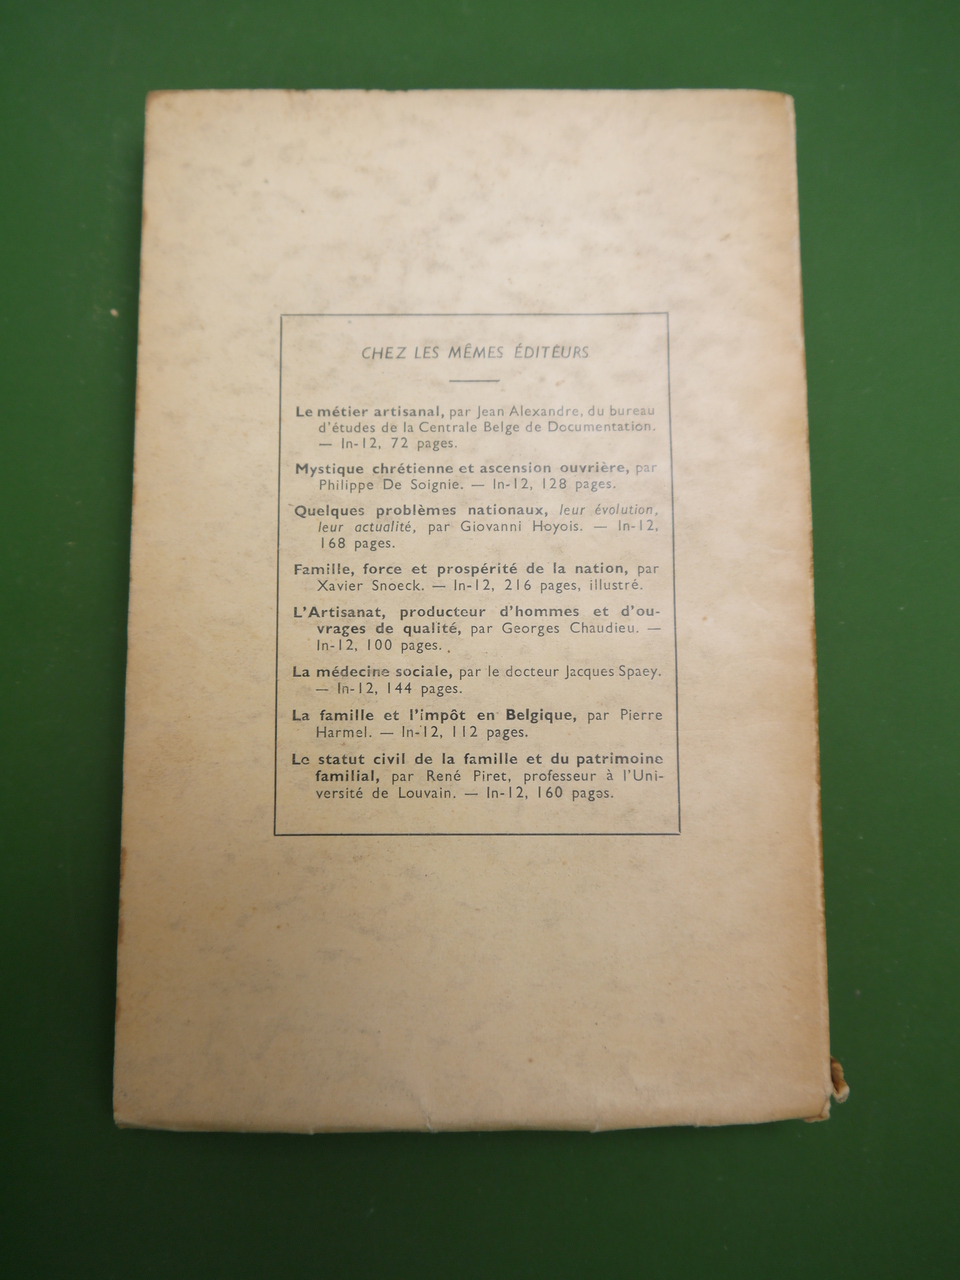 CHEZ LES MÊMES ÉDITEURS
Le métier artisanal, par Jean Alexandre, du bureau
d'études de la Centrale Belge de Documentation.
— In-12, 72 pages.
Mystique chrétienne et ascension ouvrière, par
Philippe De Soignie. — In-12, 128 pages.
Quelques problèmes nationaux, leur évolution,
leur actualité, par Giovanni Hoyois. — In-12,
168 pages.
Famille, force et prospérité de la nation, par
Xavier Snoeck. — In-12, 216 pages, illustré.
L'Artisanat, producteur d'hommes et d'ou-
vrages de qualité, par Georges Chaudieu. —
In-12, 100 pages.
La médecine sociale, par le docteur Jacques Spaey.
— In-12, 144 pages.
La famille et l'impôt en Belgique, par Pierre
Harmel. — In-12, 112 pages.
Le statut civil de la famille et du patrimoine
familial, par René Piret, professeur à l'Uni-
versité de Louvain. — In-12, 160 pages.